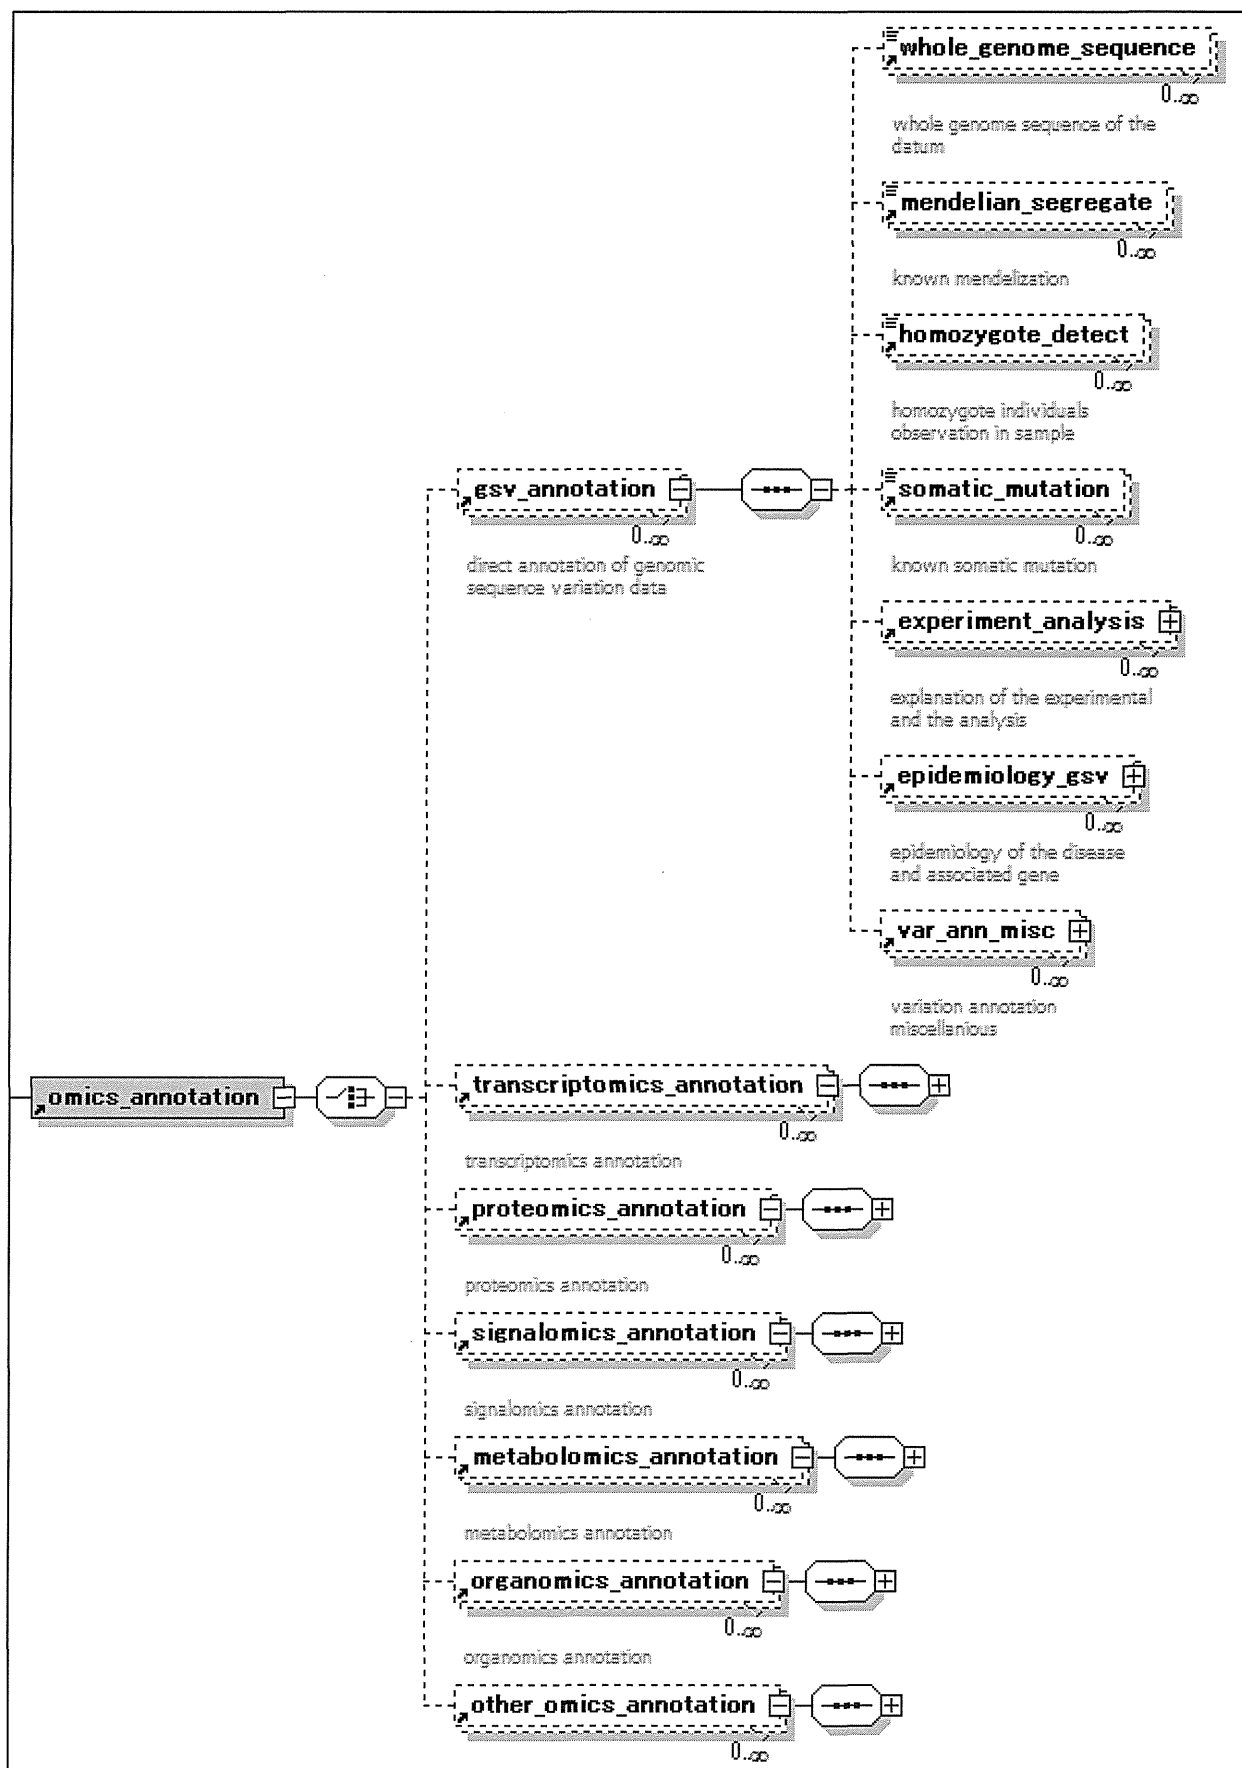 whole_genome_sequence
0..∞
whole genome sequence of the
datum
mendelian_segregate
0..∞
known mendelization
homozygote_detect
0..∞
homozygote individuals
observation in sample
gsv_annotation
0..∞
direct annotation of genomic
sequence variation data
somatic_mutation
0..∞
known somatic mutation
experiment_analysis
0..∞
explanation of the experimental
and the analysis
epidemiology_gsv
0..∞
epidemiology of the disease
and associated gene
var_ann_misc
0..∞
variation annotation
miscellanious
omics_annotation
transcriptomics_annotation
0..∞
transcriptomics annotation
proteomics_annotation
0..∞
proteomics annotation
signalomics_annotation
0..∞
signalomics annotation
metabolomics_annotation
0..∞
metabolomics annotation
organomics_annotation
0..∞
organomics annotation
other_omics_annotation
0..∞